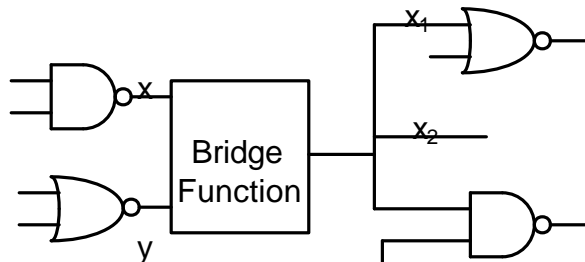 x₁
x
x₂
Bridge
Function
y